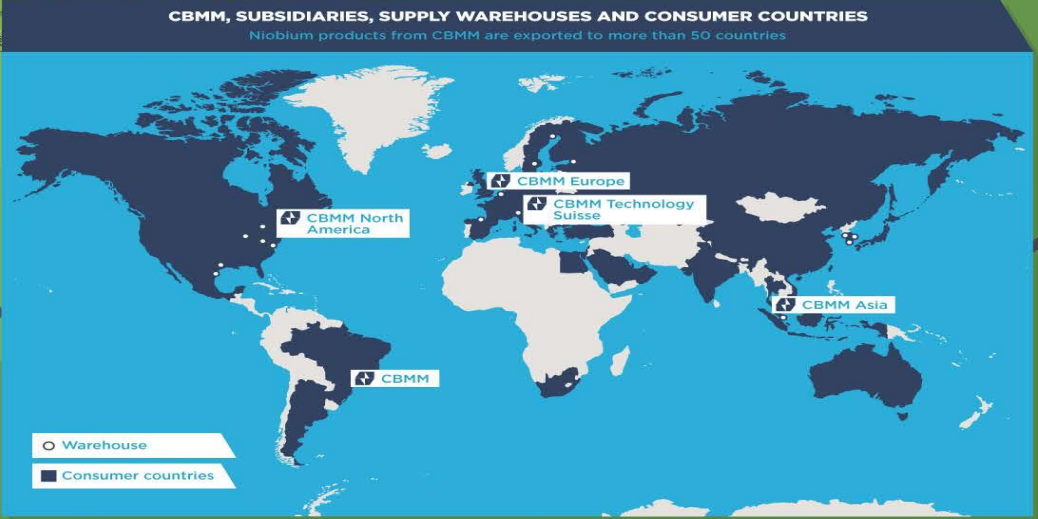 CBMM, SUBSIDIARIES, SUPPLY WAREHOUSES AND CONSUMER COUNTRIES
Niobium products from CBMM are exported to more than 50 countries
CBMM Europe
CBMM Technology
Suisse
CBMM North
America
CBMM Asia
CBMM
Warehouse
Consumer countries